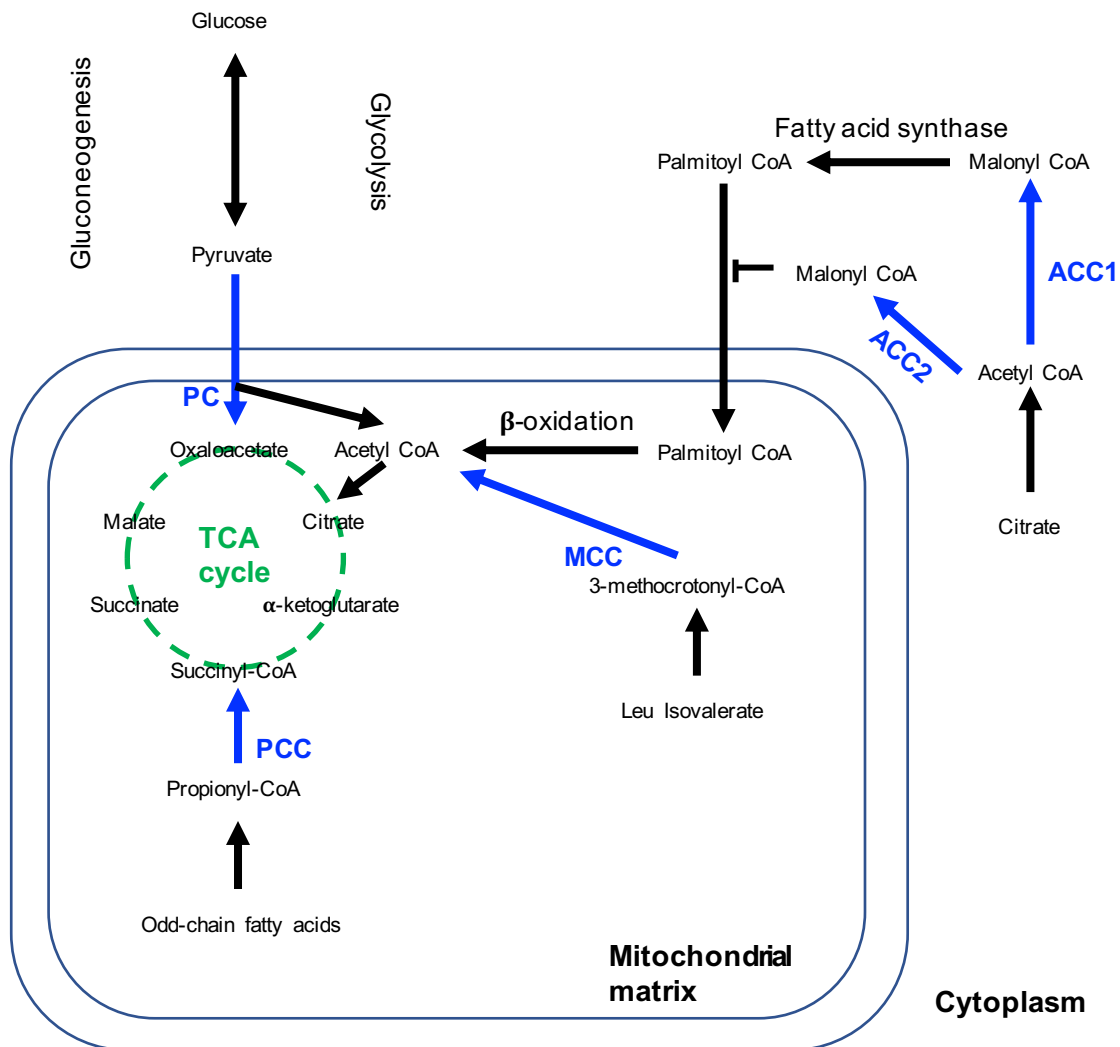 Glucose
Gluconeogenesis
Glycolysis
Pyruvate
Fatty acid synthase
Palmitoyl CoA
Malonyl CoA
Malonyl CoA
ACC1
ACC2
Acetyl CoA
PC
β-oxidation
Oxaloacetate
Acetyl CoA
Palmitoyl CoA
Malate
Citrate
Citrate
TCA
cycle
MCC
3-methocrotonyl-CoA
Succinate
α-ketoglutarate
Succinyl-CoA
Leu Isovalerate
PCC
Propionyl-CoA
Odd-chain fatty acids
Mitochondrial
matrix
Cytoplasm